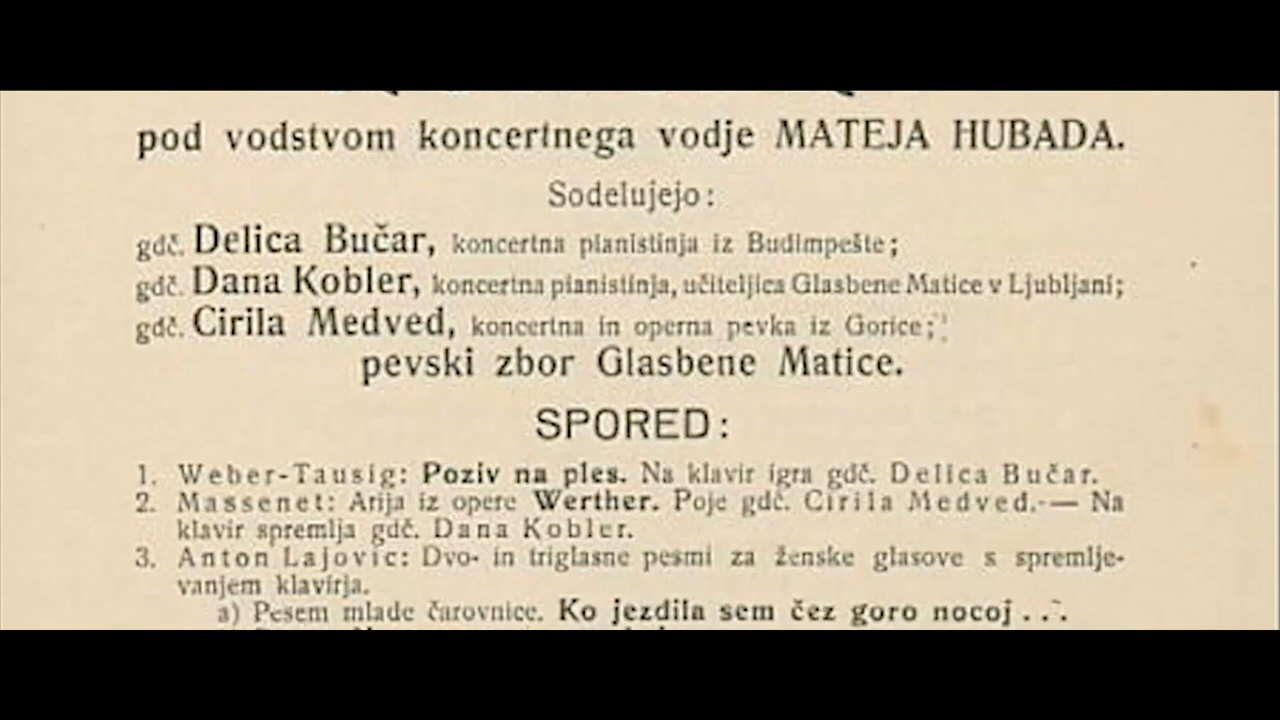 pod vodstvom koncertnega vodje MATEJA HUBADA.
Sodelujejo:
gdč. Delica Bučar, koncertna pianistinja iz Budimpešte;
gdč. Dana Kobler, koncertna pianistinja, učiteljica Glasbene Matice v Ljubljani;
gdč. Cirila Medved, koncertna in operna pevka iz Gorice;
pevski zbor Glasbene Matice.
SPORED:
1. Weber-Tausig: Poziv na ples. Na klavir igra gdč. Delica Bučar.
2. Massenet: Arija iz opere Werther. Poje gdč. Cirila Medved. — Na
klavir spremlja gdč. Dana Kobler.
3. Anton Lajovic: Dvo- in triglasne pesmi za ženske glasove s spremlje-
vanjem klavirja.
a) Pesem mlade čarovnice. Ko jezdila sem čez goro nocoj . . .